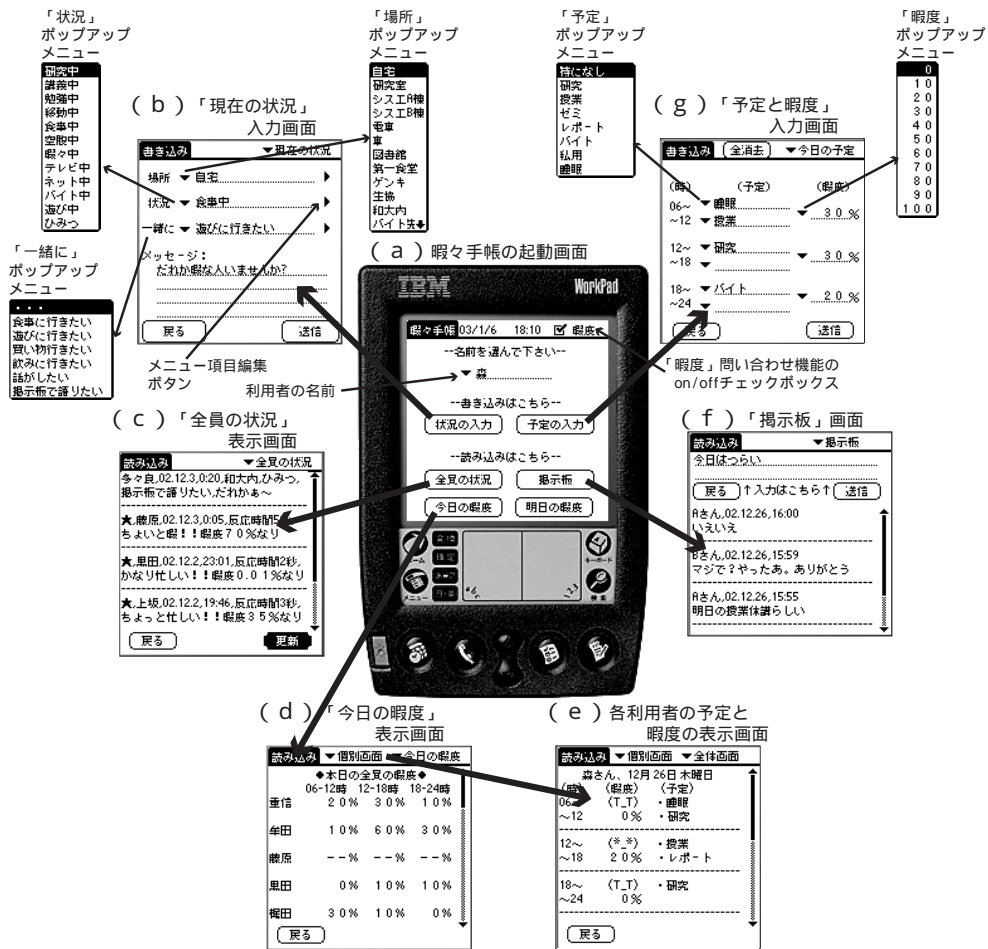 「状況」
ポップアップ
メニュー
研究中
講義中
勉強中
移動中
食事中
空腹中
暇々中
テレビ中
ネット中
バイト中
遊び中
ひみつ
「場所」
ポップアップ
メニュー
自宅
研究室
シスエA棟
シスエB棟
電車
車
図書館
第一食堂
ゲンキ
生協
和大内
バイト先
「予定」
ポップアップ
メニュー
特になし
研究
授業
ゼミ
レポート
バイト
私用
睡眠
「暇度」
ポップアップ
メニュー
0
10
20
30
40
50
60
70
80
90
100
(b)「現在の状況」
入力画面
書き込み ▼現在の状況
場所 ▼ 自宅
状況 ▼ 食事中
一緒に ▼ 遊びに行きたい
メッセージ:
だれか暇な人いませんか?
戻る 送信
「一緒に」
ポップアップ
メニュー
・・・
食事に行きたい
遊びに行きたい
買い物行きたい
飲みに行きたい
話がしたい
掲示板で語りたい
メニュー項目編集
ボタン
利用者の名前
(g)「予定と暇度」
入力画面
書き込み 全消去 ▼今日の予定
(時) (予定) (暇度)
06~ ▼睡眠
~12 ▼授業 ▼ 30%
12~ ▼研究
~18 ▼ ▼ 30%
18~ ▼バイト
~24 ▼ ▼ 20%
戻る 送信
「暇度」問い合わせ機能の
on/offチェックボックス
(a)暇々手帳の起動画面
IBM WorkPad
暇々手帳 03/1/6 18:10 暇度
--名前を選んで下さい--
▼ 森
--書き込みはこちら--
状況の入力 予定の入力
--読み込みはこちら--
全員の状況 掲示板
今日の暇度 明日の暇度
メニュー キーボード
検索
(c)「全員の状況」
表示画面
読み込み ▼全員の状況
多々良,02.12.3,0:20,和大内,ひみつ,
掲示板で語りたい,だれかぁ~
★,藤原,02.12.3,0:05,反応時間
ちょいと暇!!暇度70%なり
★,黒田,02.12.2,23:01,反応時間2秒,
かなり忙しい!!暇度0.01%なり
★,上坂,02.12.2,19:46,反応時間3秒,
ちょっと忙しい!!暇度35%なり
戻る 更新
(f)「掲示板」画面
読み込み ▼掲示板
今日はつらい
戻る ↑入力はこちら↑ 送信
Aさん,02.12.26,16:00
いえいえ
Bさん,02.12.26,15:59
マジで?やったあ。ありがとう
Aさん,02.12.26,15:55
明日の授業休講らしい
(d)「今日の暇度」
表示画面
読み込み ▼個別画面 ▼今日の暇度
◆本日の全員の暇度◆
06-12時 12-18時 18-24時
重信 20% 30% 10%
牟田 10% 60% 30%
藤原 --% --% --%
黒田 0% 10% 10%
梶田 30% 10% 0%
戻る
(e)各利用者の予定と
暇度の表示画面
読み込み ▼個別画面 ▼全体画面
森さん、12月26日 木曜日
(時) (暇度) (予定)
06~ (T_T) ・睡眠
~12 0% ・研究
12~ (*_*) ・授業
~18 20% ・レポート
18~ (T_T) ・研究
~24 0%
戻る